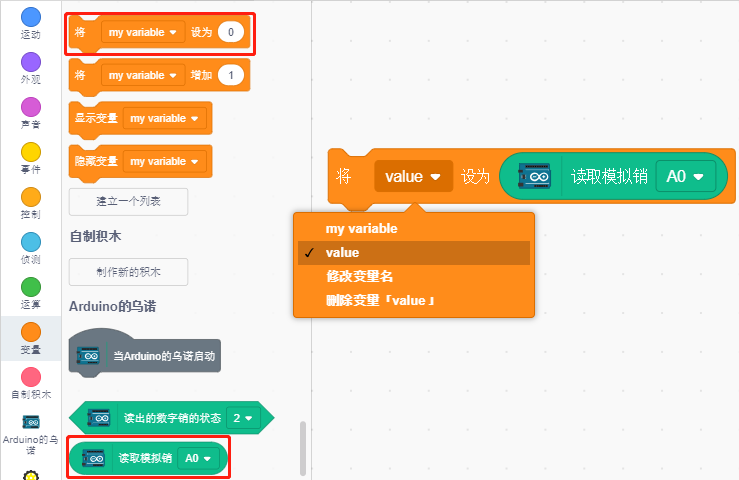 运动
外观
声音
事件
控制
侦测
运算
变量
自制积木
Arduino的乌
诺
将 my variable 设为 0
将 my variable 增加 1
显示变量 my variable
隐藏变量 my variable
建立一个列表
自制积木
制作新的积木
Arduino的乌诺
当Arduino的乌诺启动
读出的数字销的状态 2
读取模拟销 A0
将 value 设为 读取模拟销 A0
my variable
✓ value
修改变量名
删除变量「value」